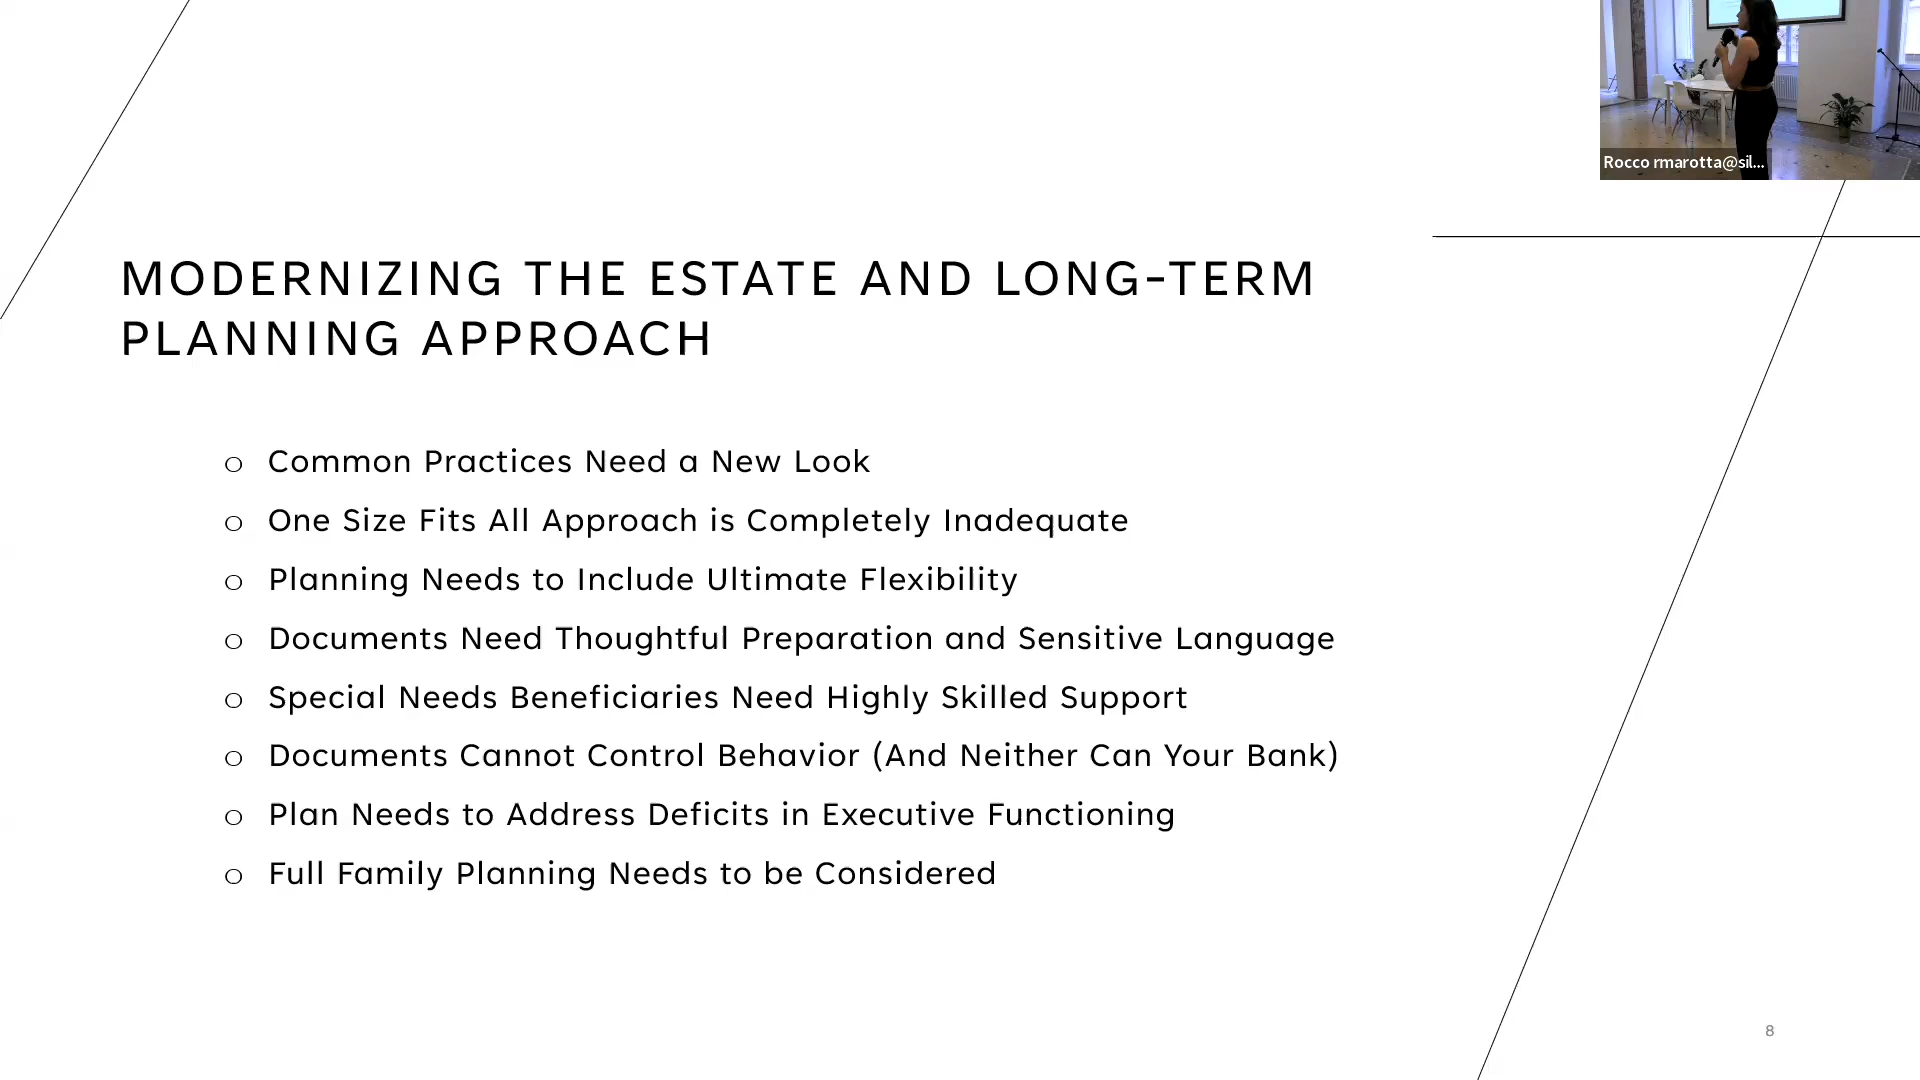 Rocco rmarotta@sil...
MODERNIZING THE ESTATE AND LONG-TERM
PLANNING APPROACH
o Common Practices Need a New Look
o One Size Fits All Approach is Completely Inadequate
o Planning Needs to Include Ultimate Flexibility
o Documents Need Thoughtful Preparation and Sensitive Language
o Special Needs Beneficiaries Need Highly Skilled Support
o Documents Cannot Control Behavior (And Neither Can Your Bank)
o Plan Needs to Address Deficits in Executive Functioning
o Full Family Planning Needs to be Considered
8